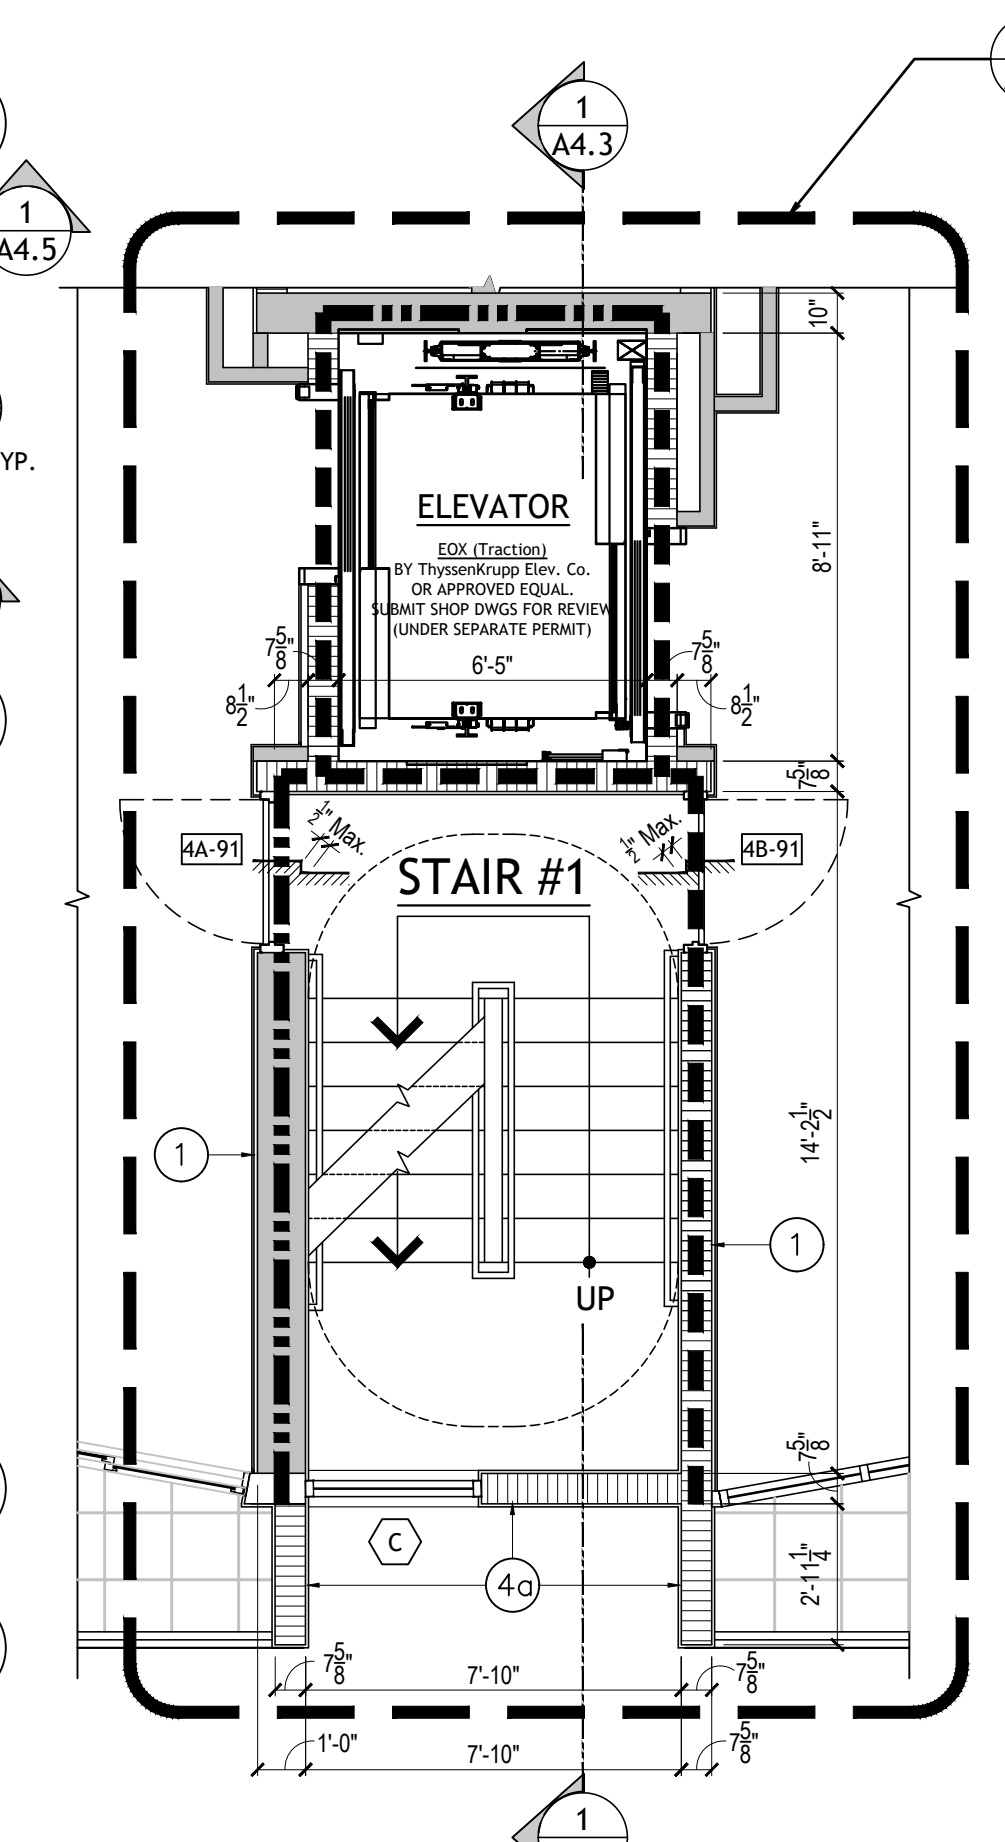 1
A4.3
1
A4.5
10"
YP.
ELEVATOR
EOX (Traction)
BY ThyssenKrupp Elev. Co.
OR APPROVED EQUAL.
SUBMIT SHOP DWGS FOR REVIEW
(UNDER SEPARATE PERMIT)
8'-11"
7 5/8"
6'-5"
7 5/8"
8 1/2"
8 1/2"
7 5/8"
1/2" Max.
1/2" Max.
4A-91
4B-91
STAIR #1
14'-2 1/2"
1
1
UP
7 5/8"
C
4a
2'-11 1/4"
7 5/8"
7'-10"
7 5/8"
1'-0"
7'-10"
7 5/8"
1